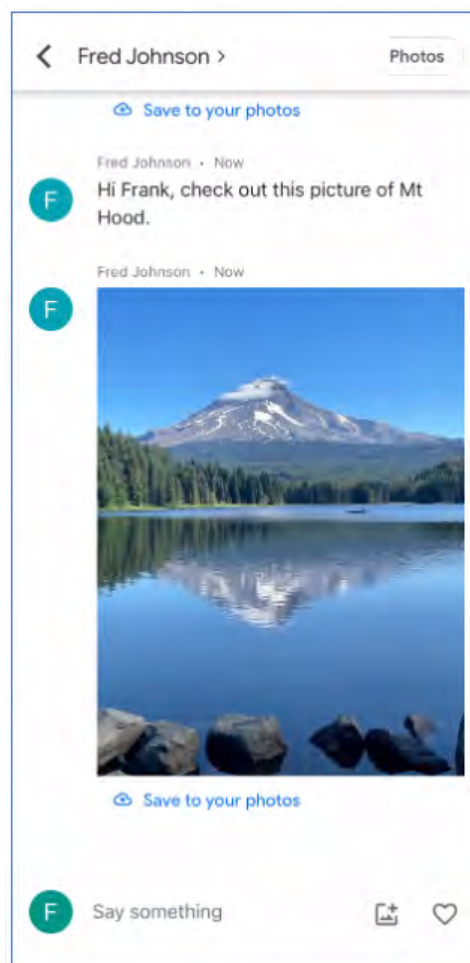 Fred Johnson >
Photos
Save to your photos
Fred Johnson • Now
F
Hi Frank, check out this picture of Mt
Hood.
Fred Johnson • Now
F
Save to your photos
F
Say something